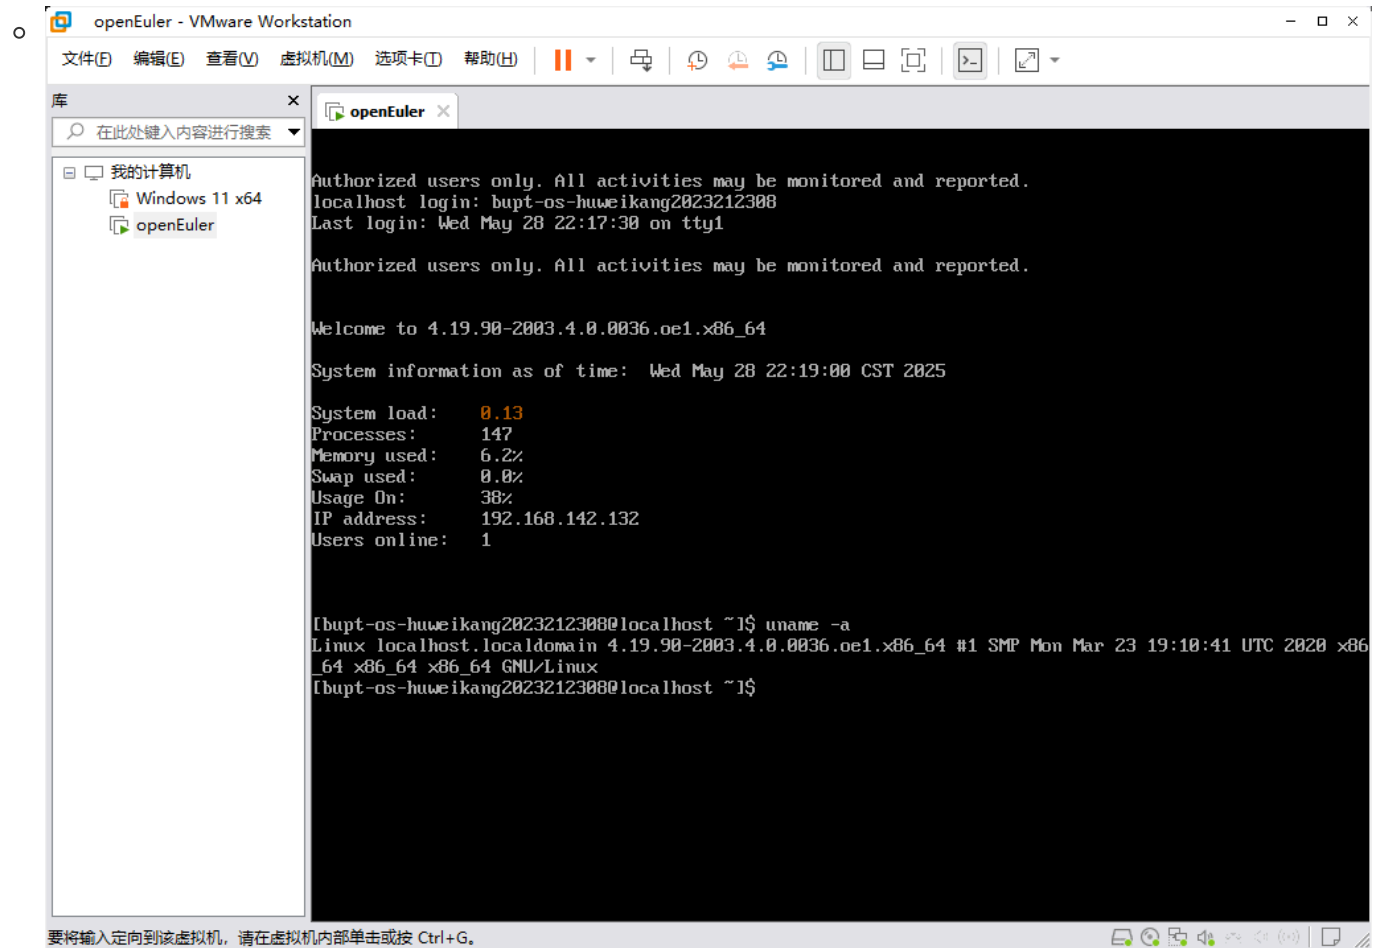 openEuler - VMware Workstation
文件(F) 编辑(E) 查看(V) 虚拟机(M) 选项卡(T) 帮助(H)
库
在此处键入内容进行搜索
我的计算机
Windows 11 x64
openEuler
openEuler
Authorized users only. All activities may be monitored and reported.
localhost login: bupt-os-huweikang2023212308
Last login: Wed May 28 22:17:30 on tty1
Authorized users only. All activities may be monitored and reported.
Welcome to 4.19.90-2003.4.0.0036.oe1.x86_64
System information as of time:  Wed May 28 22:19:00 CST 2025
System load:    0.13
Processes:      147
Memory used:    6.2%
Swap used:      0.0%
Usage On:       38%
IP address:     192.168.142.132
Users online:   1
[bupt-os-huweikang2023212308@localhost ~]$ uname -a
Linux localhost.localdomain 4.19.90-2003.4.0.0036.oe1.x86_64 #1 SMP Mon Mar 23 19:10:41 UTC 2020 x86
_64 x86_64 x86_64 GNU/Linux
[bupt-os-huweikang2023212308@localhost ~]$
要将输入定向到该虚拟机，请在虚拟机内部单击或按 Ctrl+G。